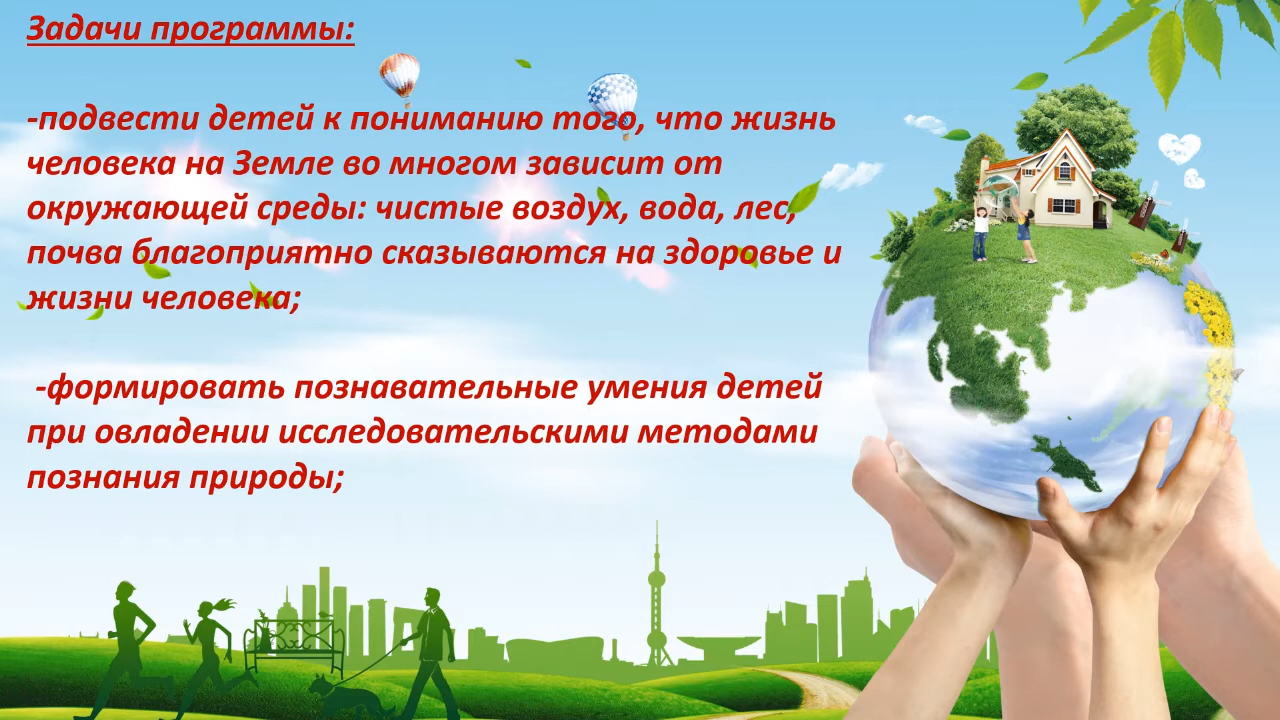 Задачи программы:
-подвести детей к пониманию того, что жизнь
человека на Земле во многом зависит от
окружающей среды: чистые воздух, вода, лес,
почва благоприятно сказываются на здоровье и
жизни человека;
-формировать познавательные умения детей
при овладении исследовательскими методами
познания природы;